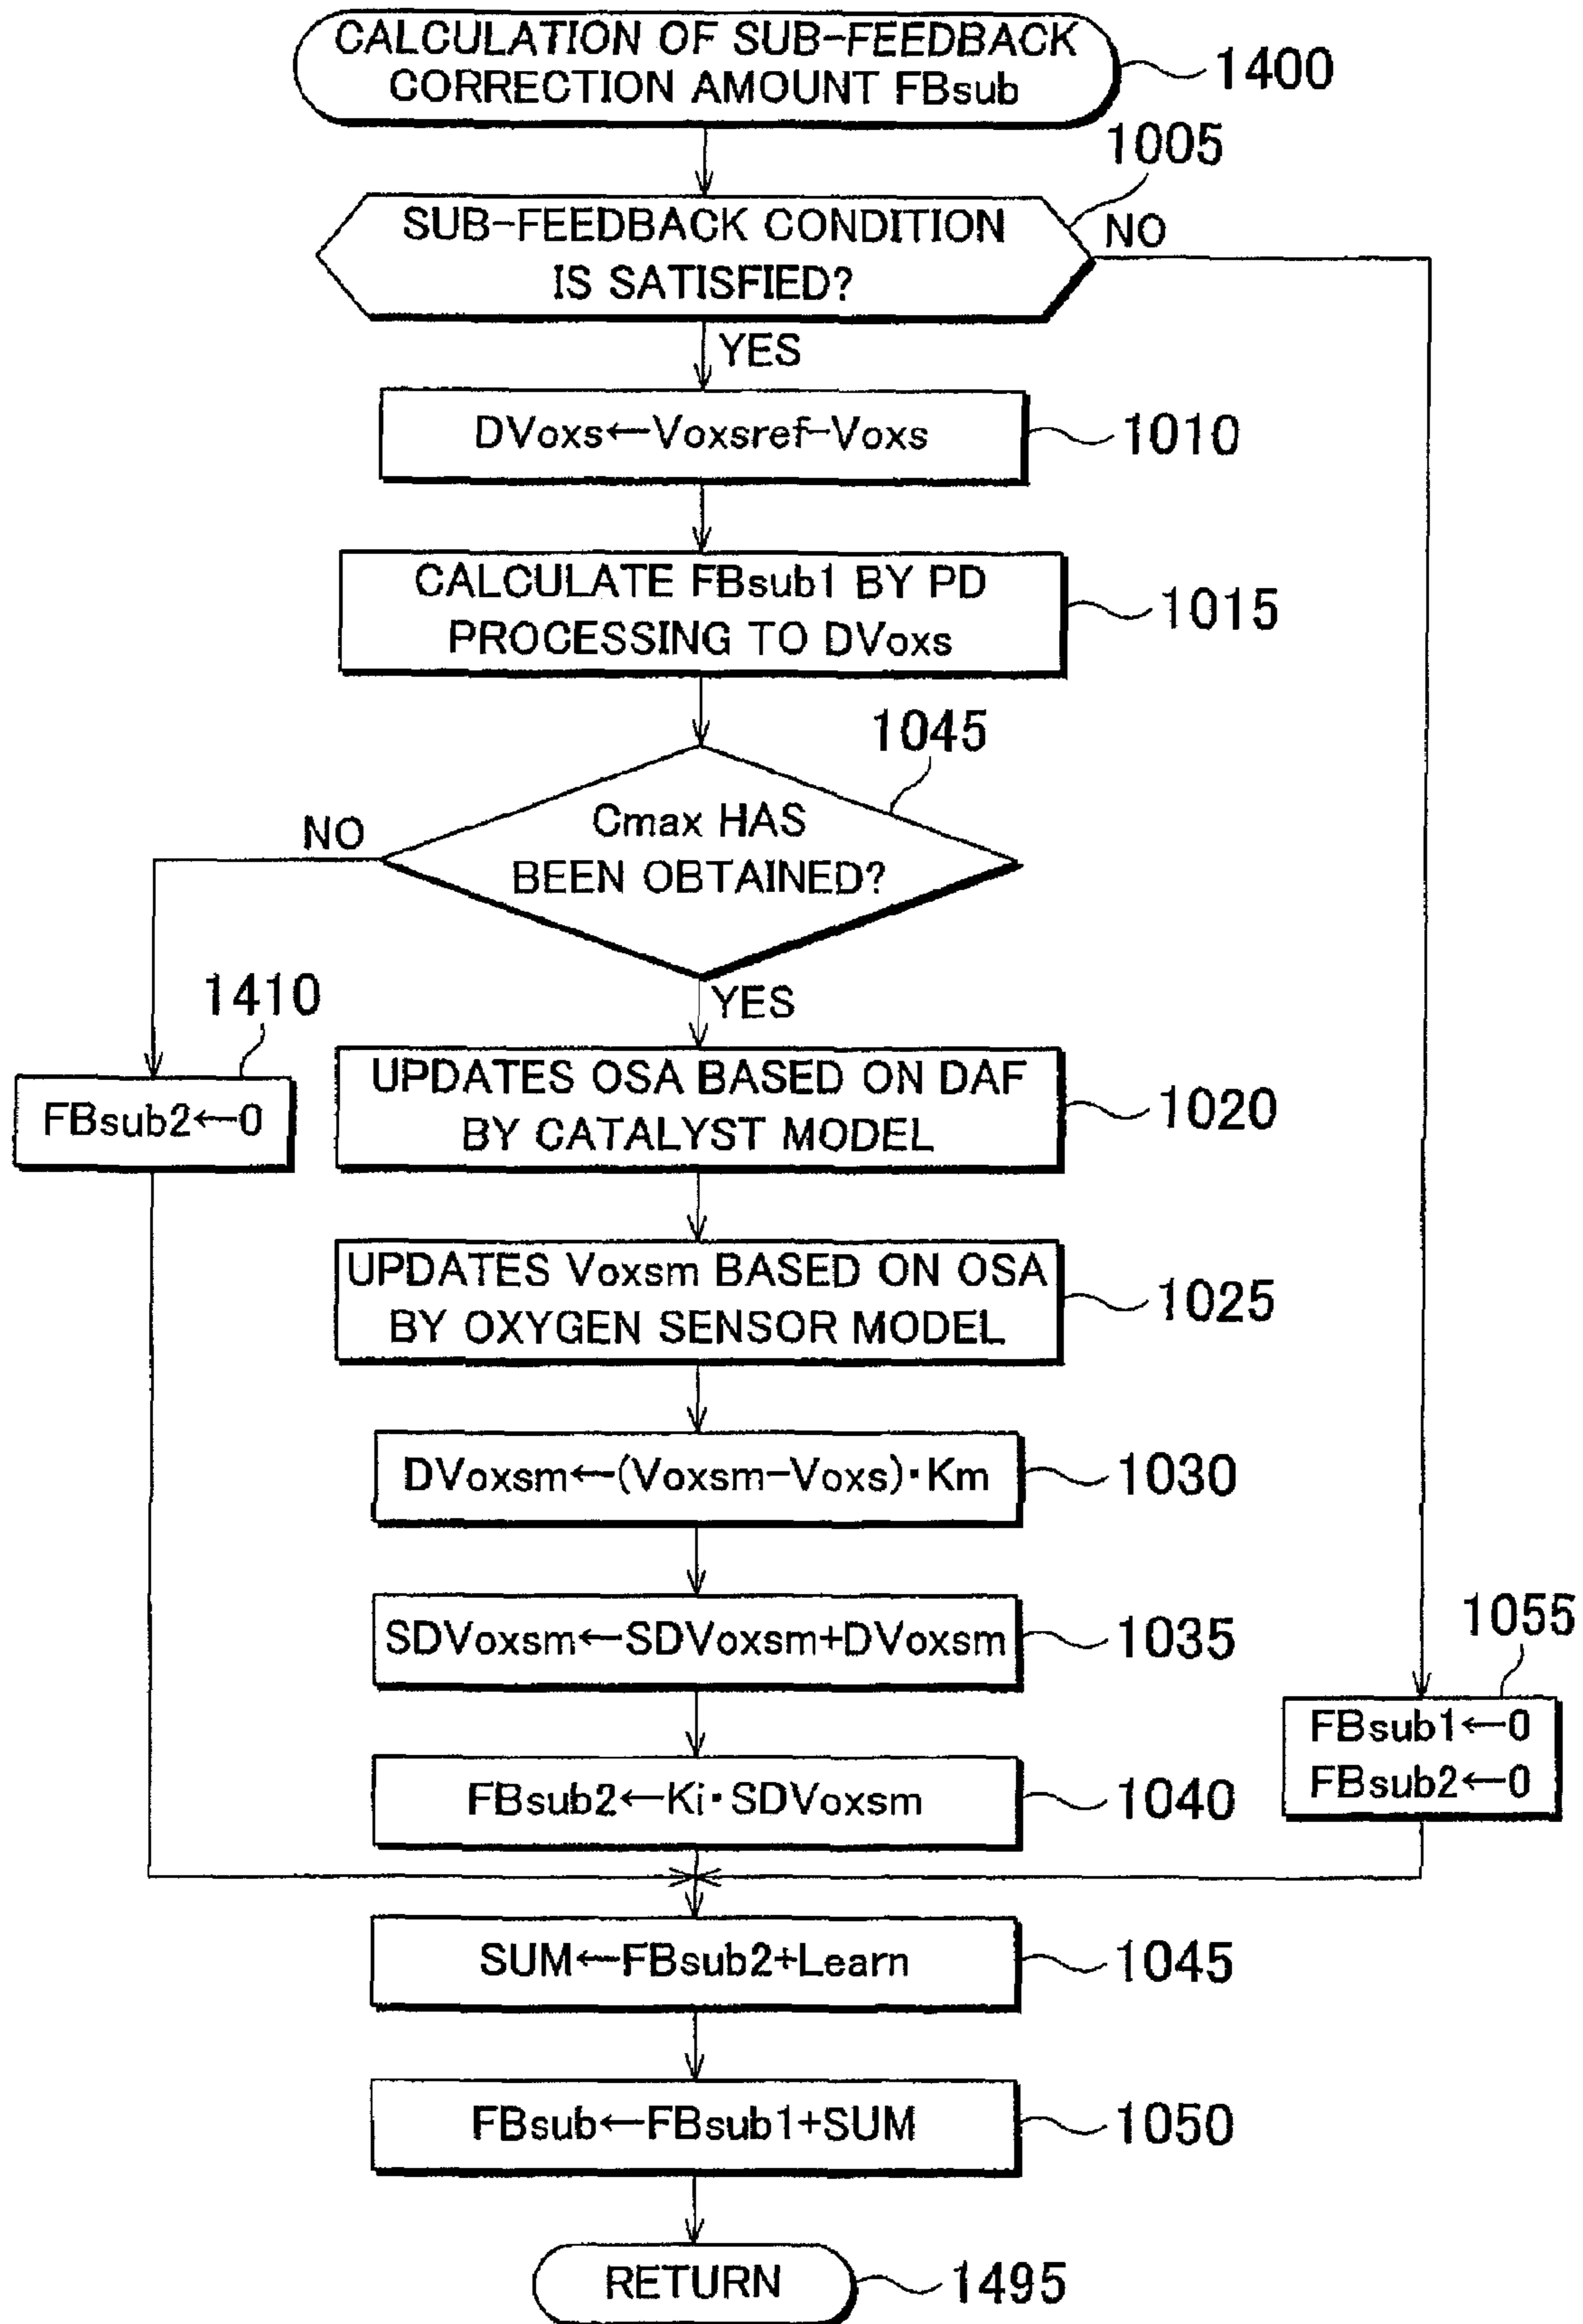 CALCULATION OF SUB-FEEDBACK
CORRECTION AMOUNT FBsub
1400
1005
SUB-FEEDBACK CONDITION
IS SATISFIED?
NO
YES
DVoxs←Voxsref-Voxs
1010
CALCULATE FBsub1 BY PD
PROCESSING TO DVoxs
1015
1045
Cmax HAS
BEEN OBTAINED?
NO
YES
1410
FBsub2←0
UPDATES OSA BASED ON DAF
BY CATALYST MODEL
1020
UPDATES Voxsm BASED ON OSA
BY OXYGEN SENSOR MODEL
1025
DVoxsm←(Voxsm-Voxs)·Km
1030
SDVoxsm←SDVoxsm+DVoxsm
1035
1055
FBsub1←0
FBsub2←0
FBsub2←Ki·SDVoxsm
1040
SUM←FBsub2+Learn
1045
FBsub←FBsub1+SUM
1050
RETURN
1495